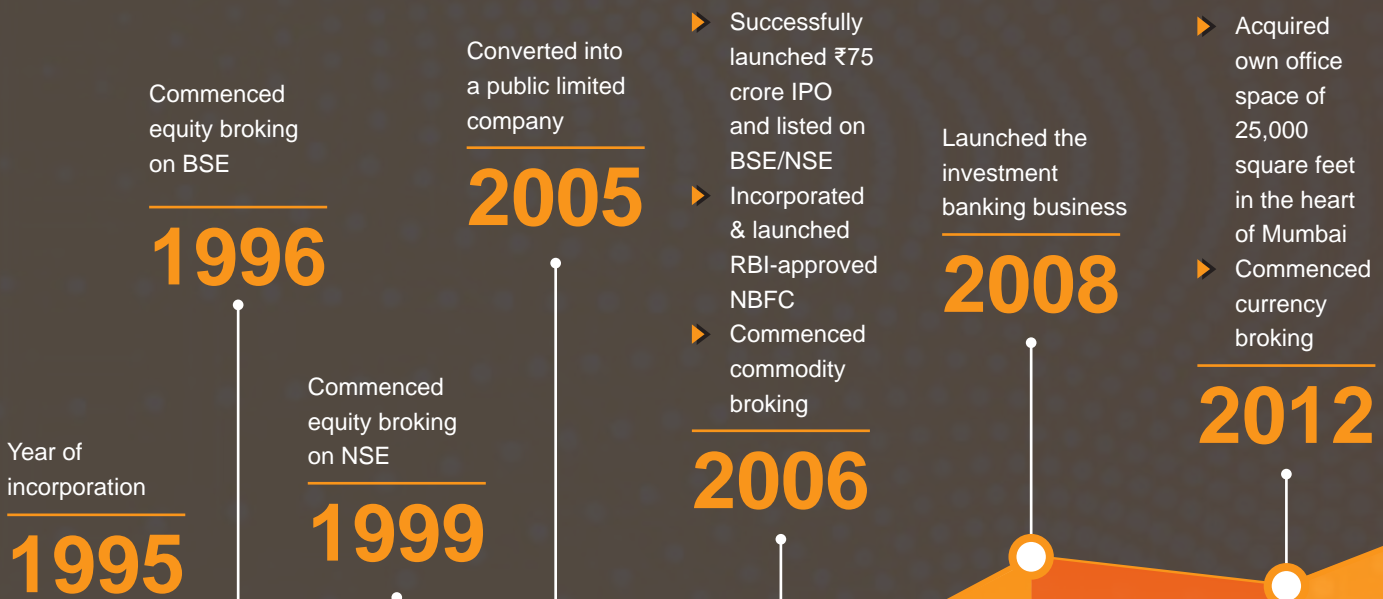 Year of
incorporation
1995
Commenced
equity broking
on BSE
1996
Commenced
equity broking
on NSE
1999
Converted into
a public limited
company
2005
Successfully
launched ₹75
crore IPO
and listed on
BSE/NSE
Incorporated
& launched
RBI-approved
NBFC
Commenced
commodity
broking
2006
Launched the
investment
banking business
2008
Acquired
own office
space of
25,000
square feet
in the heart
of Mumbai
Commenced
currency
broking
2012